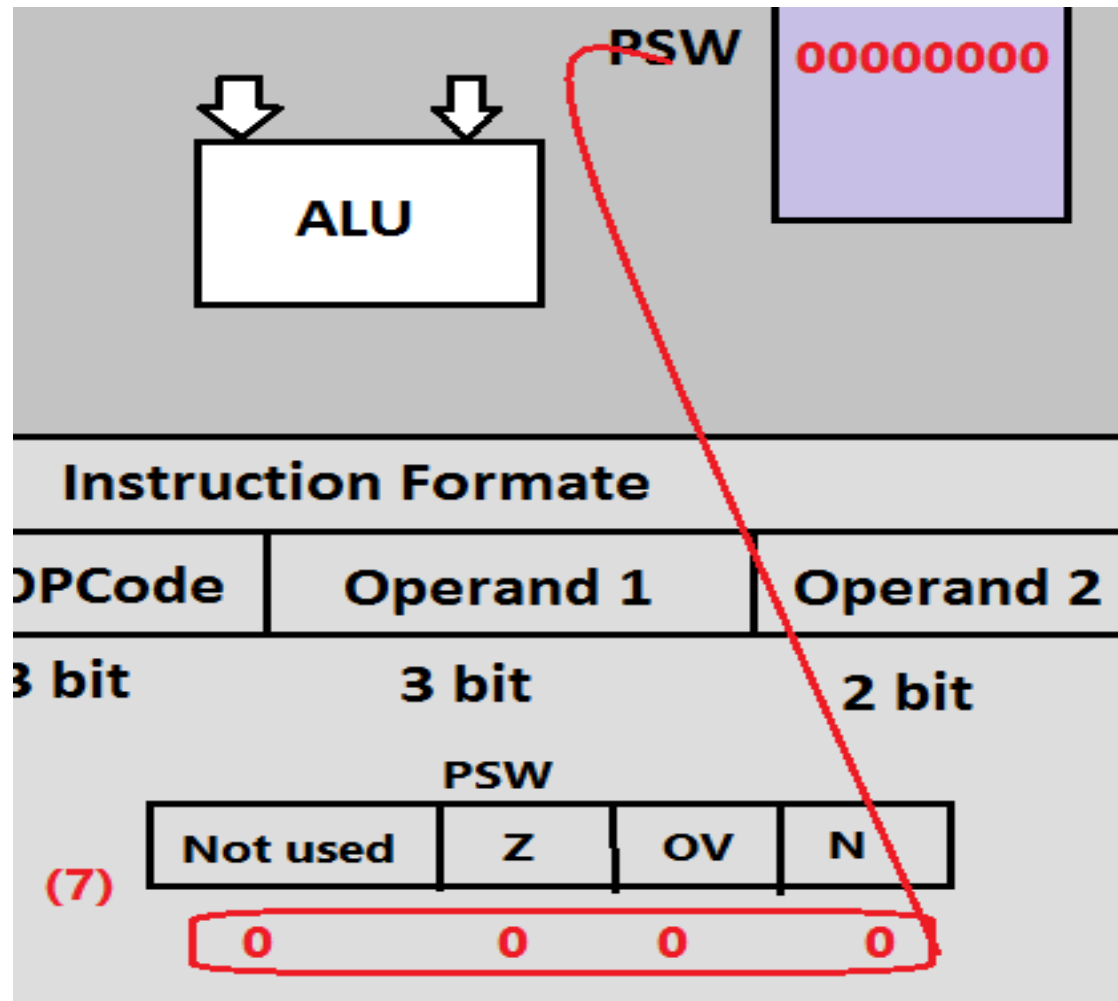 PSW 00000000
ALU
Instruction Formate
OPCode Operand 1 Operand 2
3 bit 3 bit 2 bit
PSW
Not used Z OV N
(7)
0 0 0 0